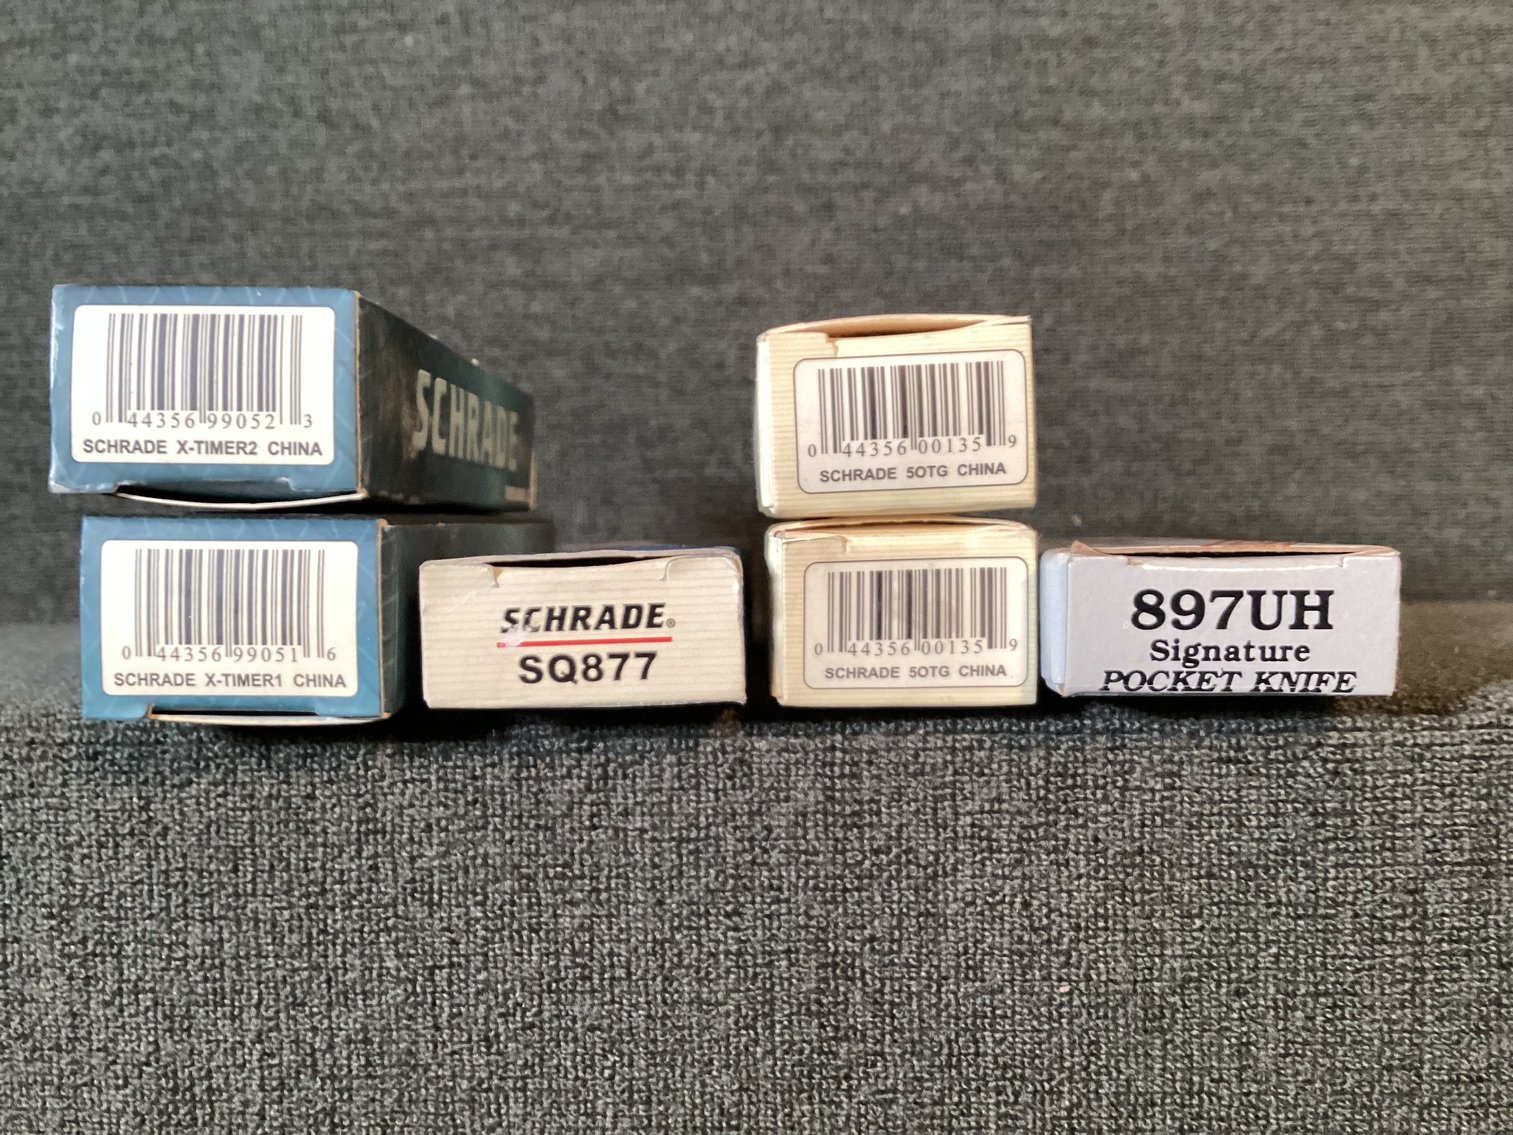 0 44356 99052 3
SCHRADE X-TIMER2 CHINA
SCHRADE
0 44356 00135 9
SCHRADE 5OTG CHINA
0 44356 99051 6
SCHRADE X-TIMER1 CHINA
SCHRADE®
SQ877
0 44356 00135 9
SCHRADE 5OTG CHINA
897UH
Signature
POCKET KNIFE